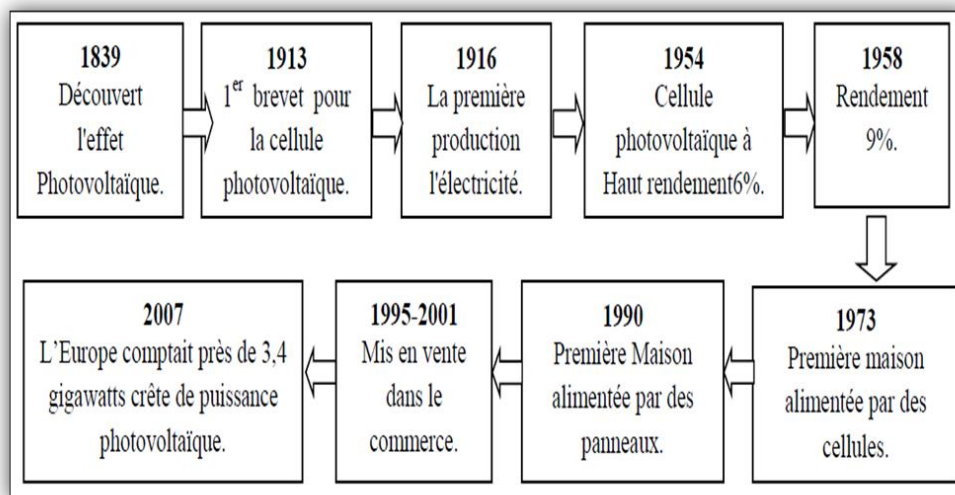 1839
Découvert
l'effet
Photovoltaïque.
1913
1er brevet pour
la cellule
photovoltaïque.
1916
La première
production
l'électricité.
1954
Cellule
photovoltaïque à
Haut rendement6%.
1958
Rendement
9%.
1973
Première maison
alimentée par des
cellules.
1990
Première Maison
alimentée par des
panneaux.
1995-2001
Mis en vente
dans le
commerce.
2007
L'Europe comptait près de 3,4
gigawatts crête de puissance
photovoltaïque.